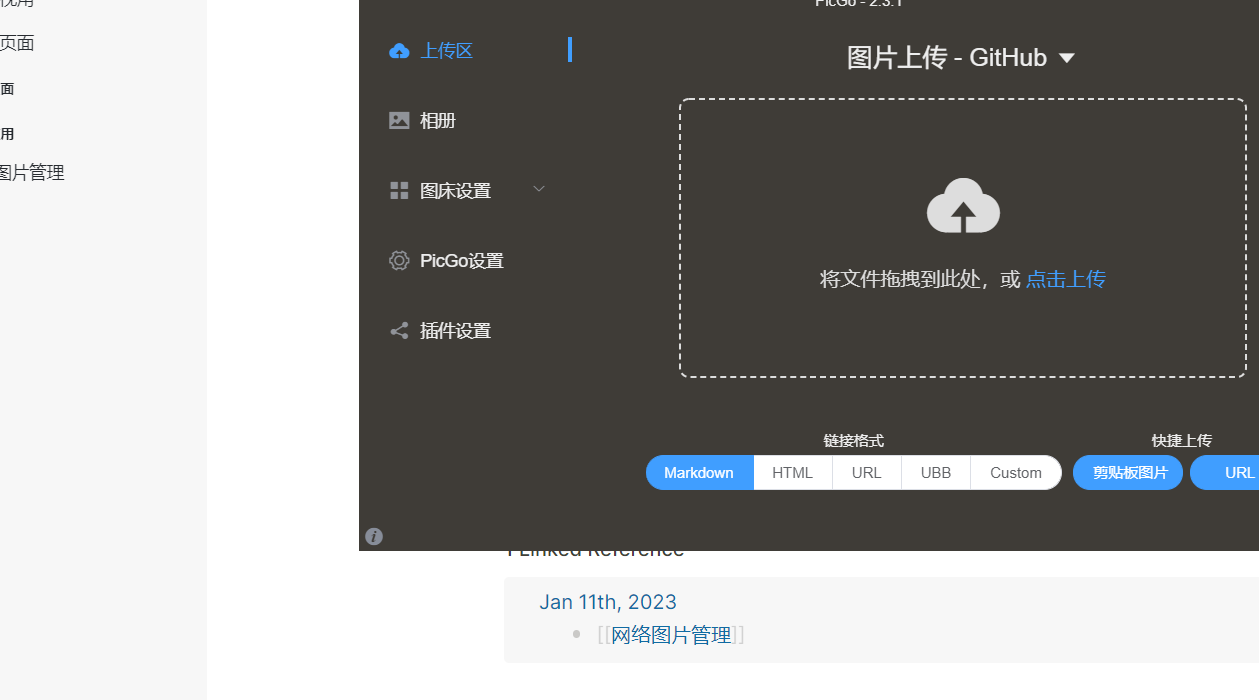 页面
面
用
图片管理
PicGo - 2.3.1
上传区
相册
图床设置
PicGo设置
插件设置
图片上传 - GitHub
将文件拖拽到此处，或 点击上传
链接格式
Markdown HTML URL UBB Custom
快捷上传
剪贴板图片 URL
1 Linked Reference
Jan 11th, 2023
[[网络图片管理]]